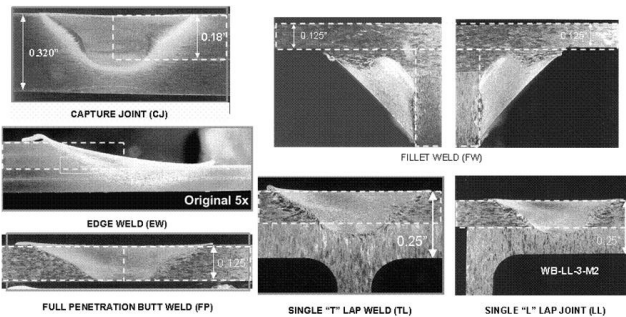 0.320"
0.18"
CAPTURE JOINT (CJ)
0.125"
0.125"
FILLET WELD (FW)
Original 5x
EDGE WELD (EW)
0.125
FULL PENETRATION BUTT WELD (FP)
0.25"
SINGLE “T” LAP WELD (TL)
0.25"
WB-LL-3-M2
SINGLE “L” LAP JOINT (LL)